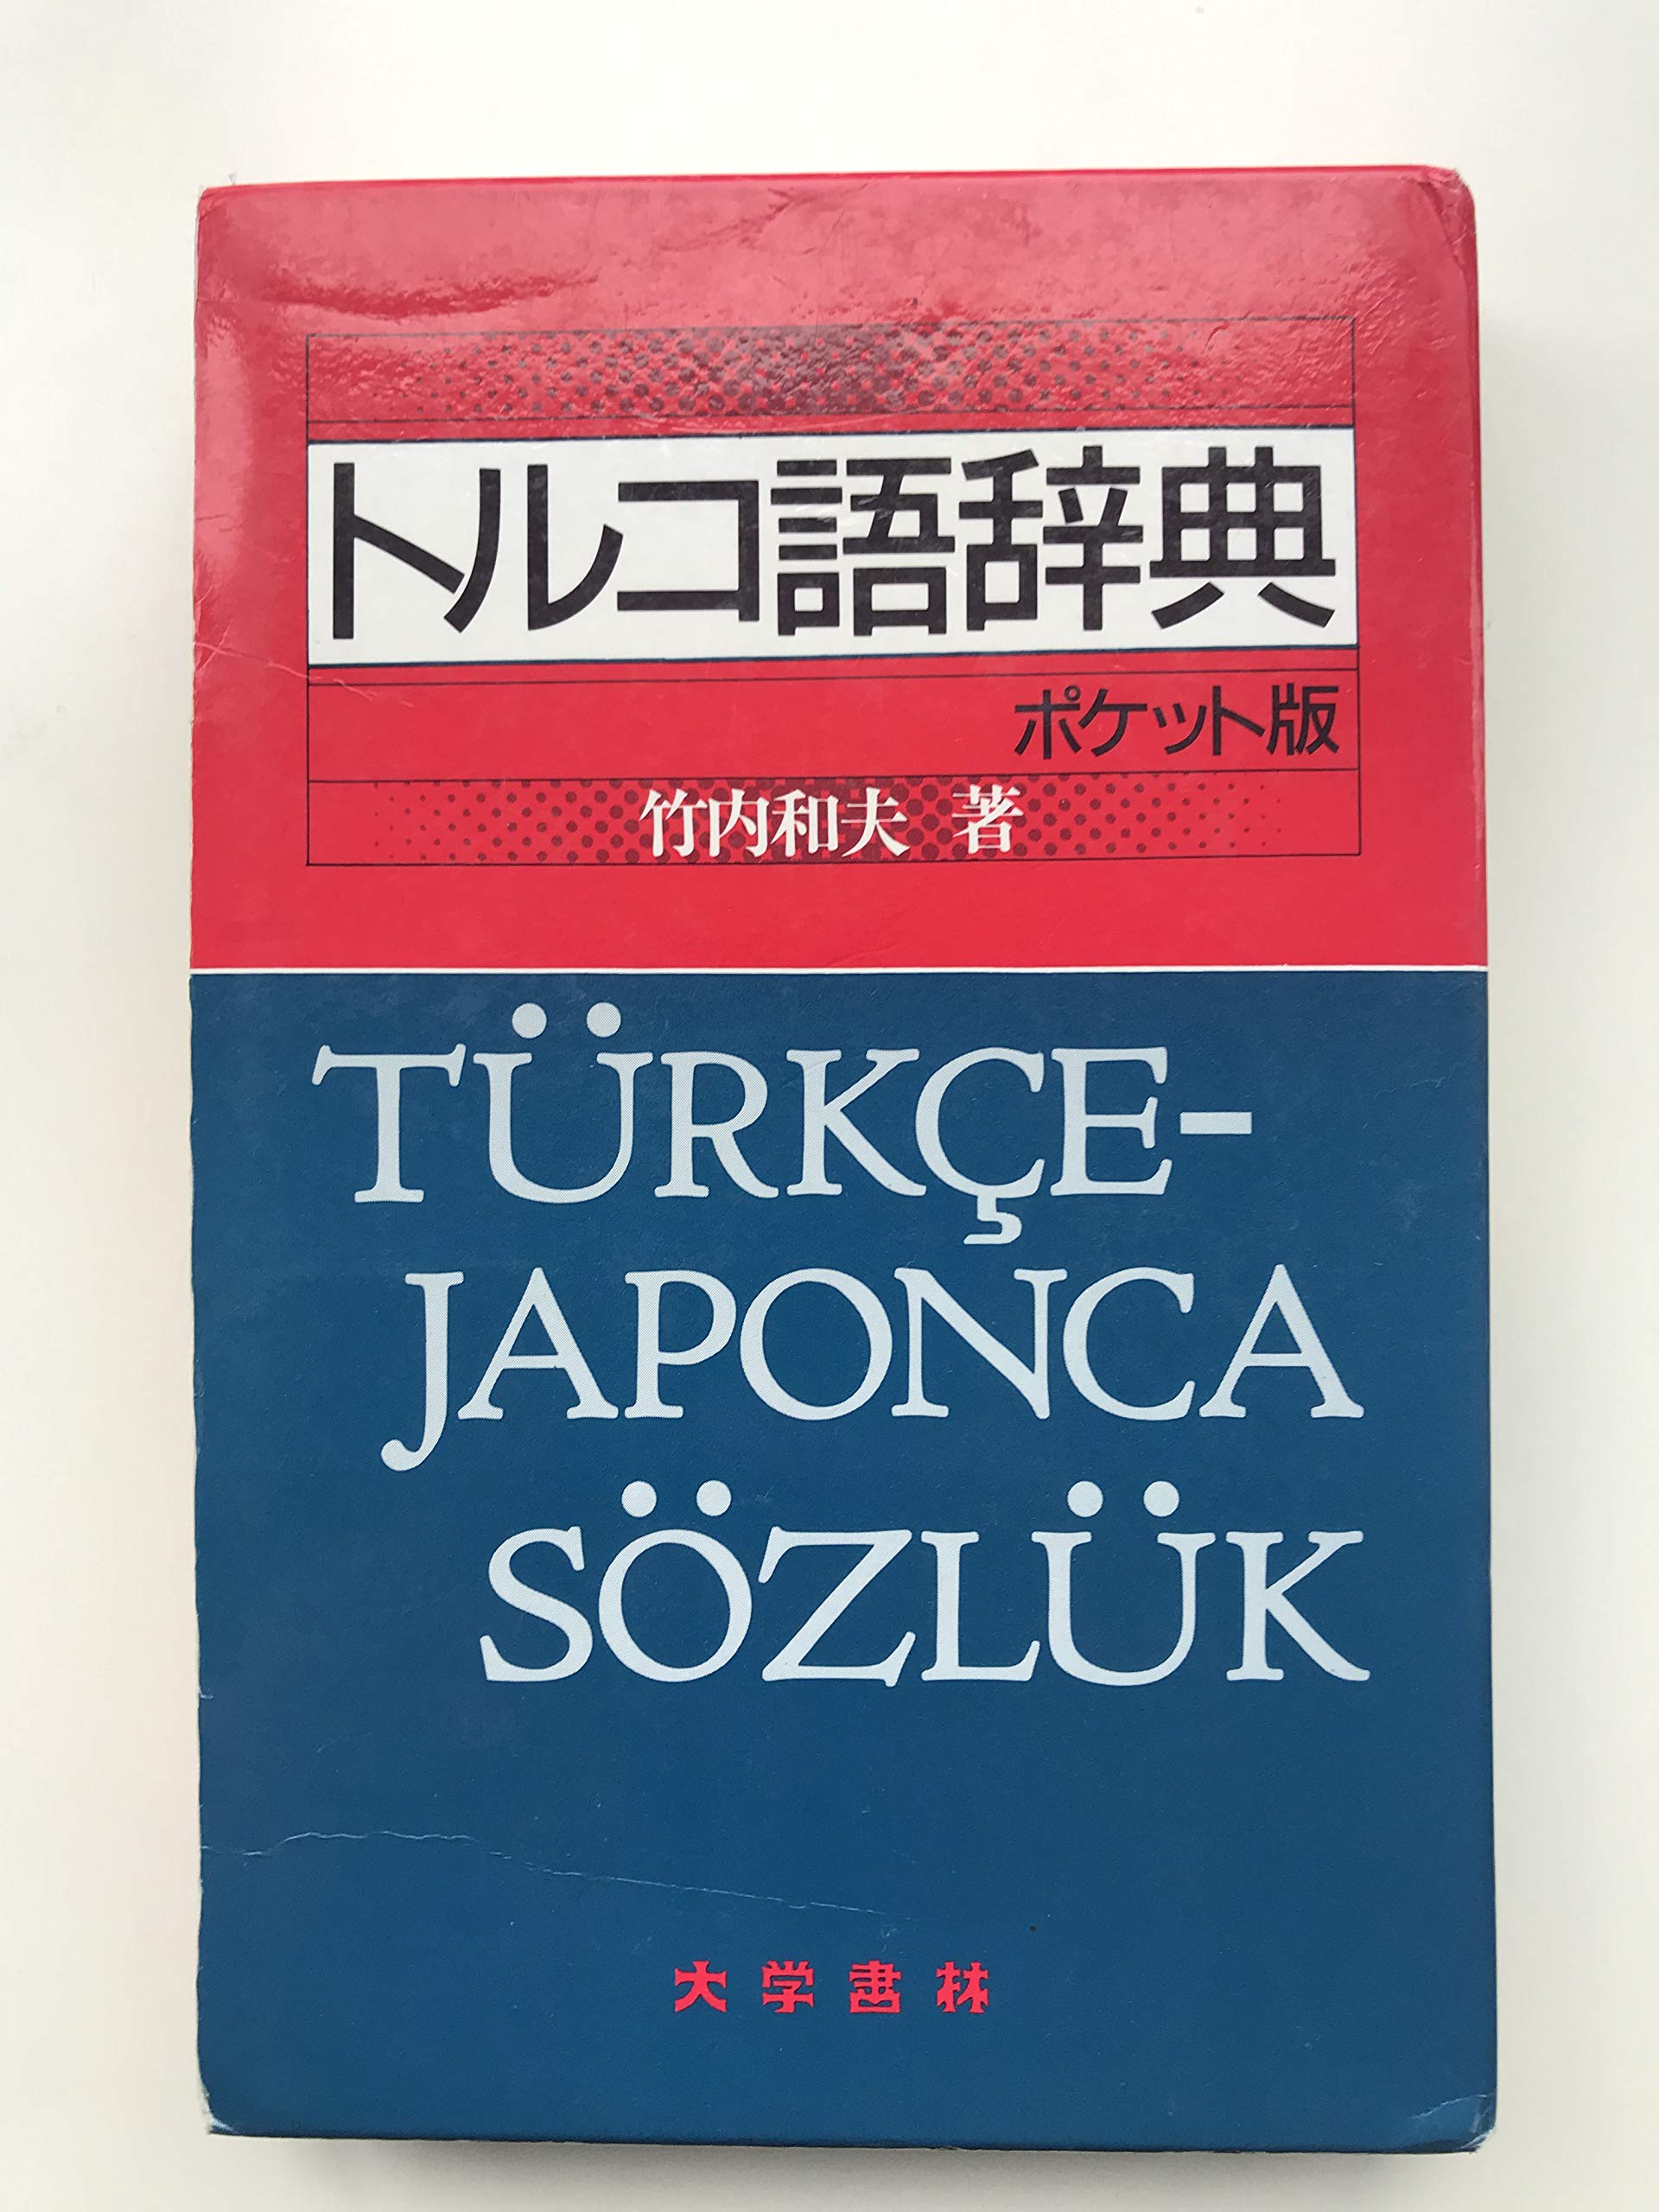 トルコ語辞典
ポケット版
竹内和夫 著
TÜRKÇE-
JAPONCA
SÖZLÜK
大学書林